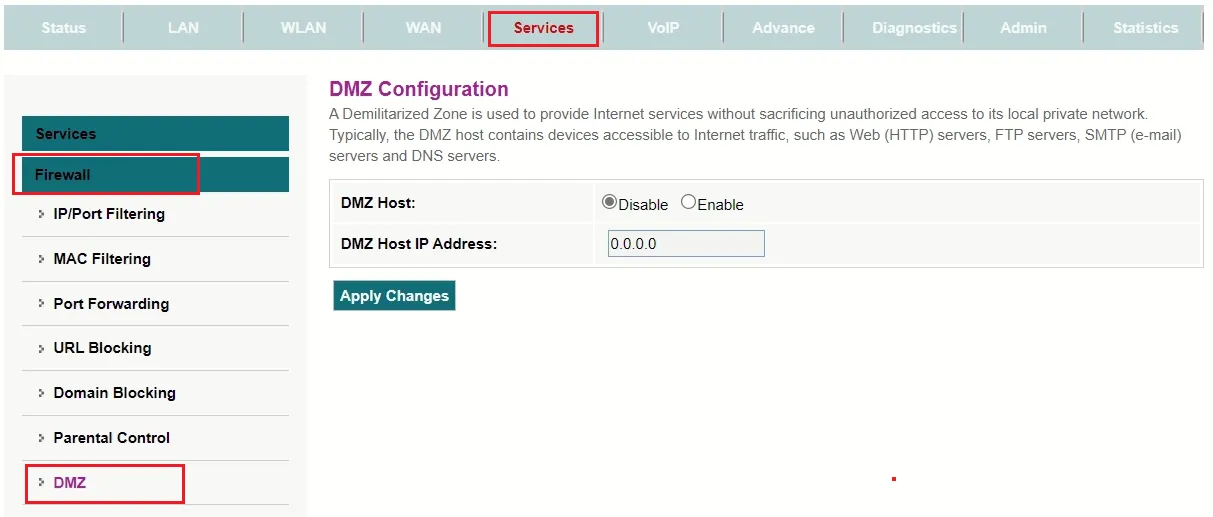 Status LAN WLAN WAN Services VoIP Advance Diagnostics Admin Statistics
Services
Firewall
IP/Port Filtering
MAC Filtering
Port Forwarding
URL Blocking
Domain Blocking
Parental Control
DMZ
DMZ Configuration
A Demilitarized Zone is used to provide Internet services without sacrificing unauthorized access to its local private network.
Typically, the DMZ host contains devices accessible to Internet traffic, such as Web (HTTP) servers, FTP servers, SMTP (e-mail)
servers and DNS servers.
DMZ Host: Disable Enable
DMZ Host IP Address: 0.0.0.0
Apply Changes